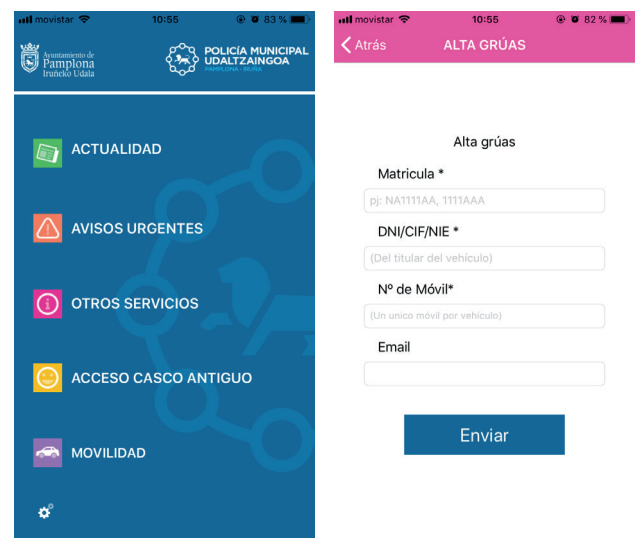 movistar 10:55 83 %
Ayuntamiento de
Pamplona
Iruñeko Udala
POLICÍA MUNICIPAL
UDALTZAINGOA
PAMPLONA - IRUÑA
ACTUALIDAD
AVISOS URGENTES
OTROS SERVICIOS
ACCESO CASCO ANTIGUO
MOVILIDAD
movistar 10:55 82 %
Atrás ALTA GRÚAS
Alta grúas
Matricula *
pj: NA1111AA, 1111AAA
DNI/CIF/NIE *
(Del titular del vehículo)
Nº de Móvil*
(Un unico móvil por vehículo)
Email
Enviar